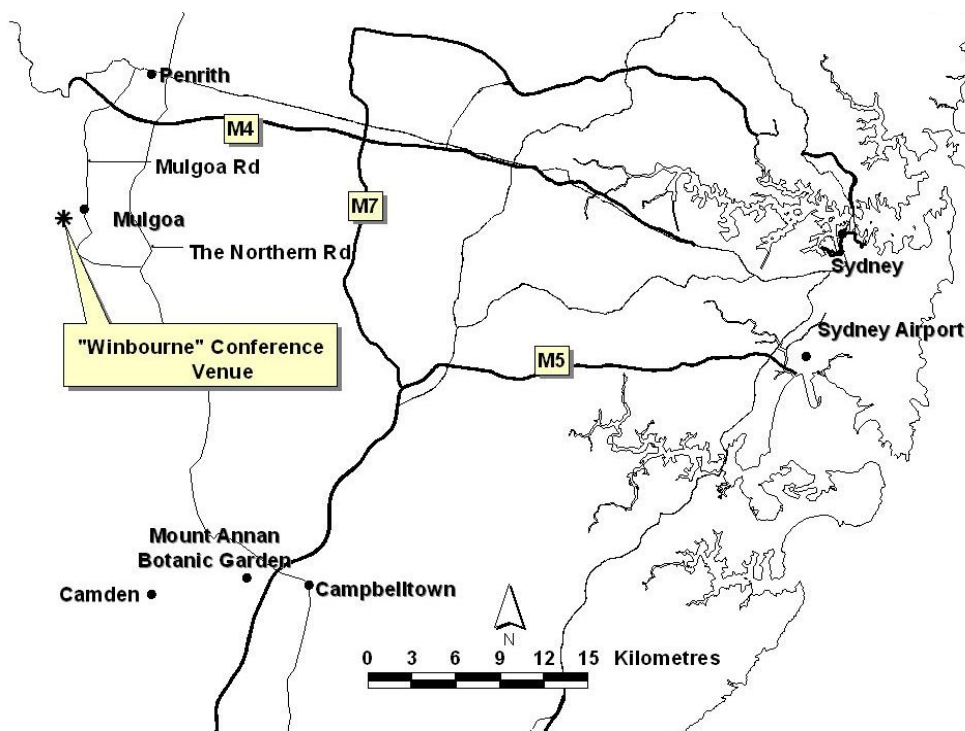 Penrith
M4
Mulgoa Rd
M7
Mulgoa
The Northern Rd
Sydney
"Winbourne" Conference
Venue
Sydney Airport
M5
Mount Annan
Botanic Garden
Camden
Campbelltown
N
0 3 6 9 12 15 Kilometres